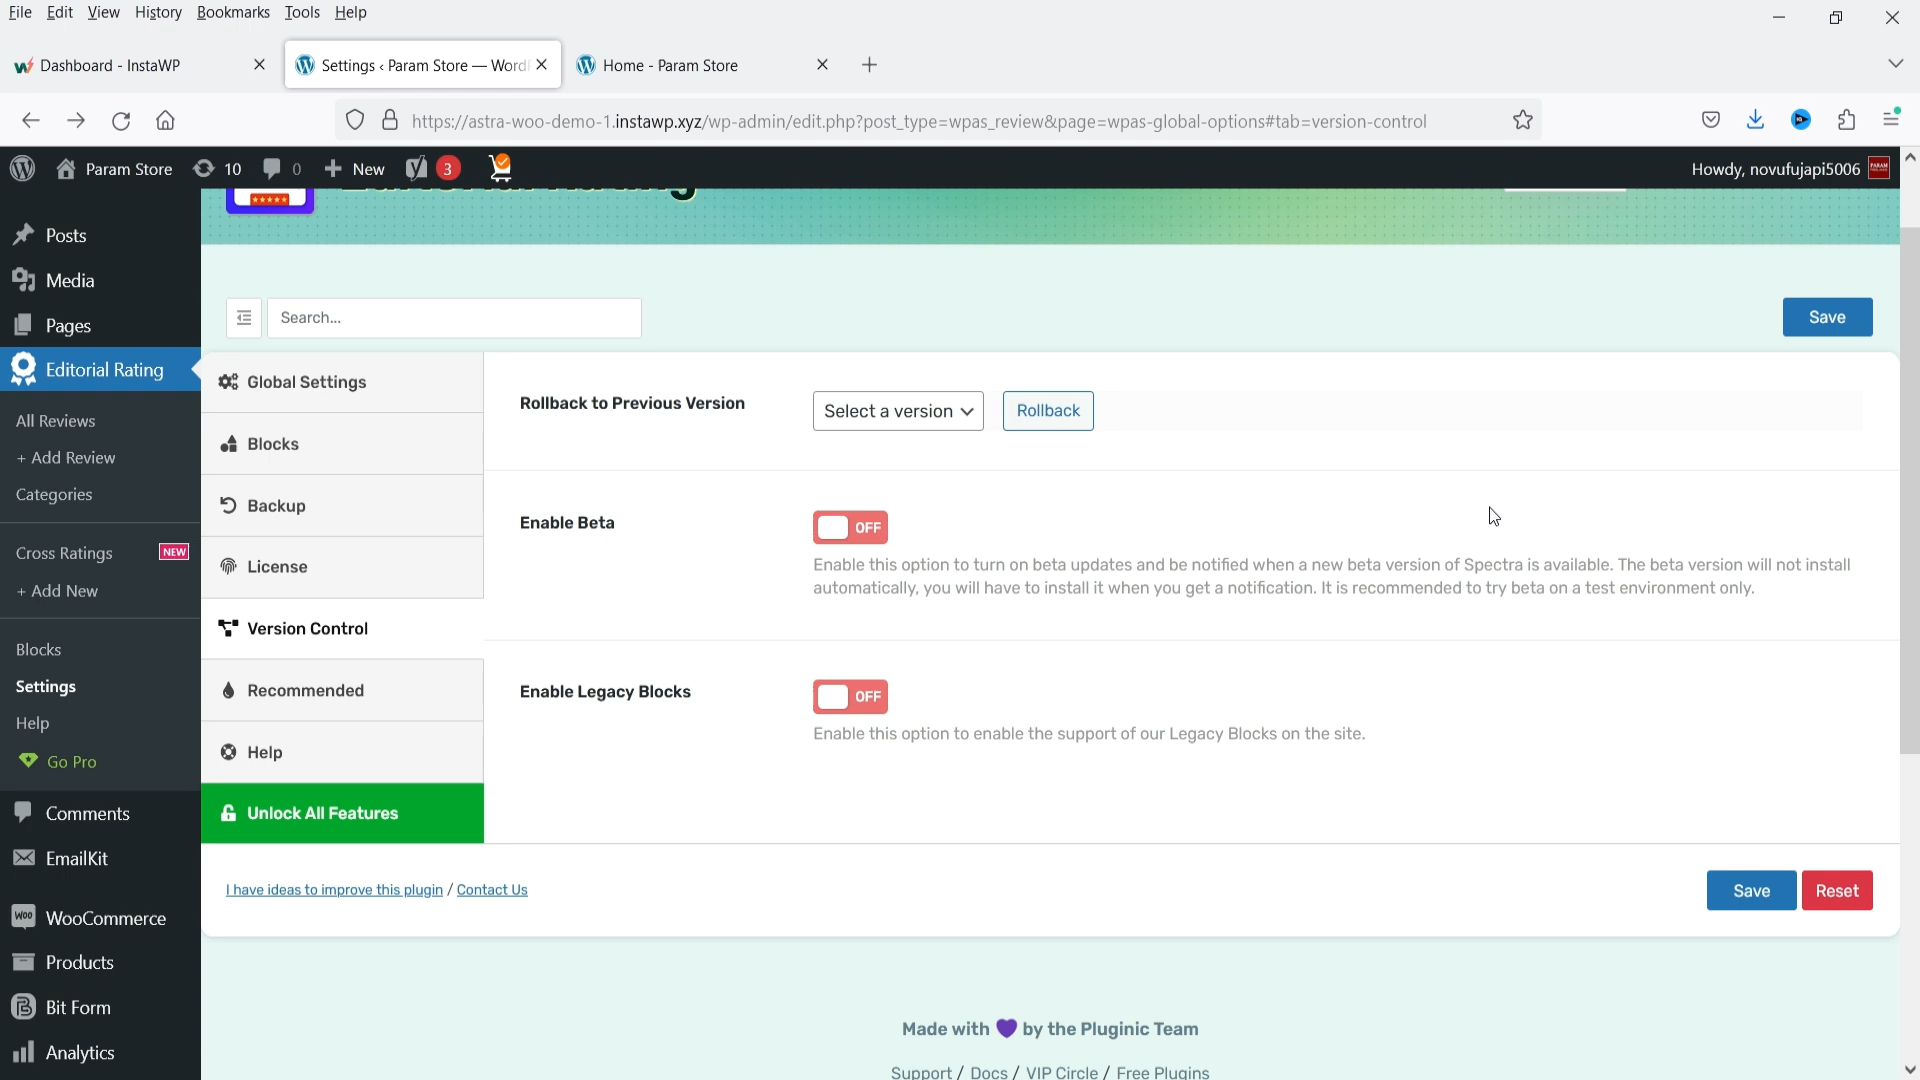 File Edit View History Bookmarks Tools Help
Dashboard - InstaWP
Settings ‹ Param Store — Word
Home - Param Store
https://astra-woo-demo-1.instawp.xyz/wp-admin/edit.php?post_type=wpas_review&page=wpas-global-options#tab=version-control
Param Store 10 0 New 3
Howdy, novufujapi5006
Posts
Media
Pages
Editorial Rating
All Reviews
+ Add Review
Categories
Cross Ratings NEW
+ Add New
Blocks
Settings
Help
Go Pro
Comments
EmailKit
WooCommerce
Products
Bit Form
Analytics
Search...
Save
Global Settings
Blocks
Backup
License
Version Control
Recommended
Help
Unlock All Features
Rollback to Previous Version
Select a version
Rollback
Enable Beta
OFF
Enable this option to turn on beta updates and be notified when a new beta version of Spectra is available. The beta version will not install
automatically, you will have to install it when you get a notification. It is recommended to try beta on a test environment only.
Enable Legacy Blocks
OFF
Enable this option to enable the support of our Legacy Blocks on the site.
I have ideas to improve this plugin / Contact Us
Save Reset
Made with 💜 by the Pluginic Team
Support / Docs / VIP Circle / Free Plugins